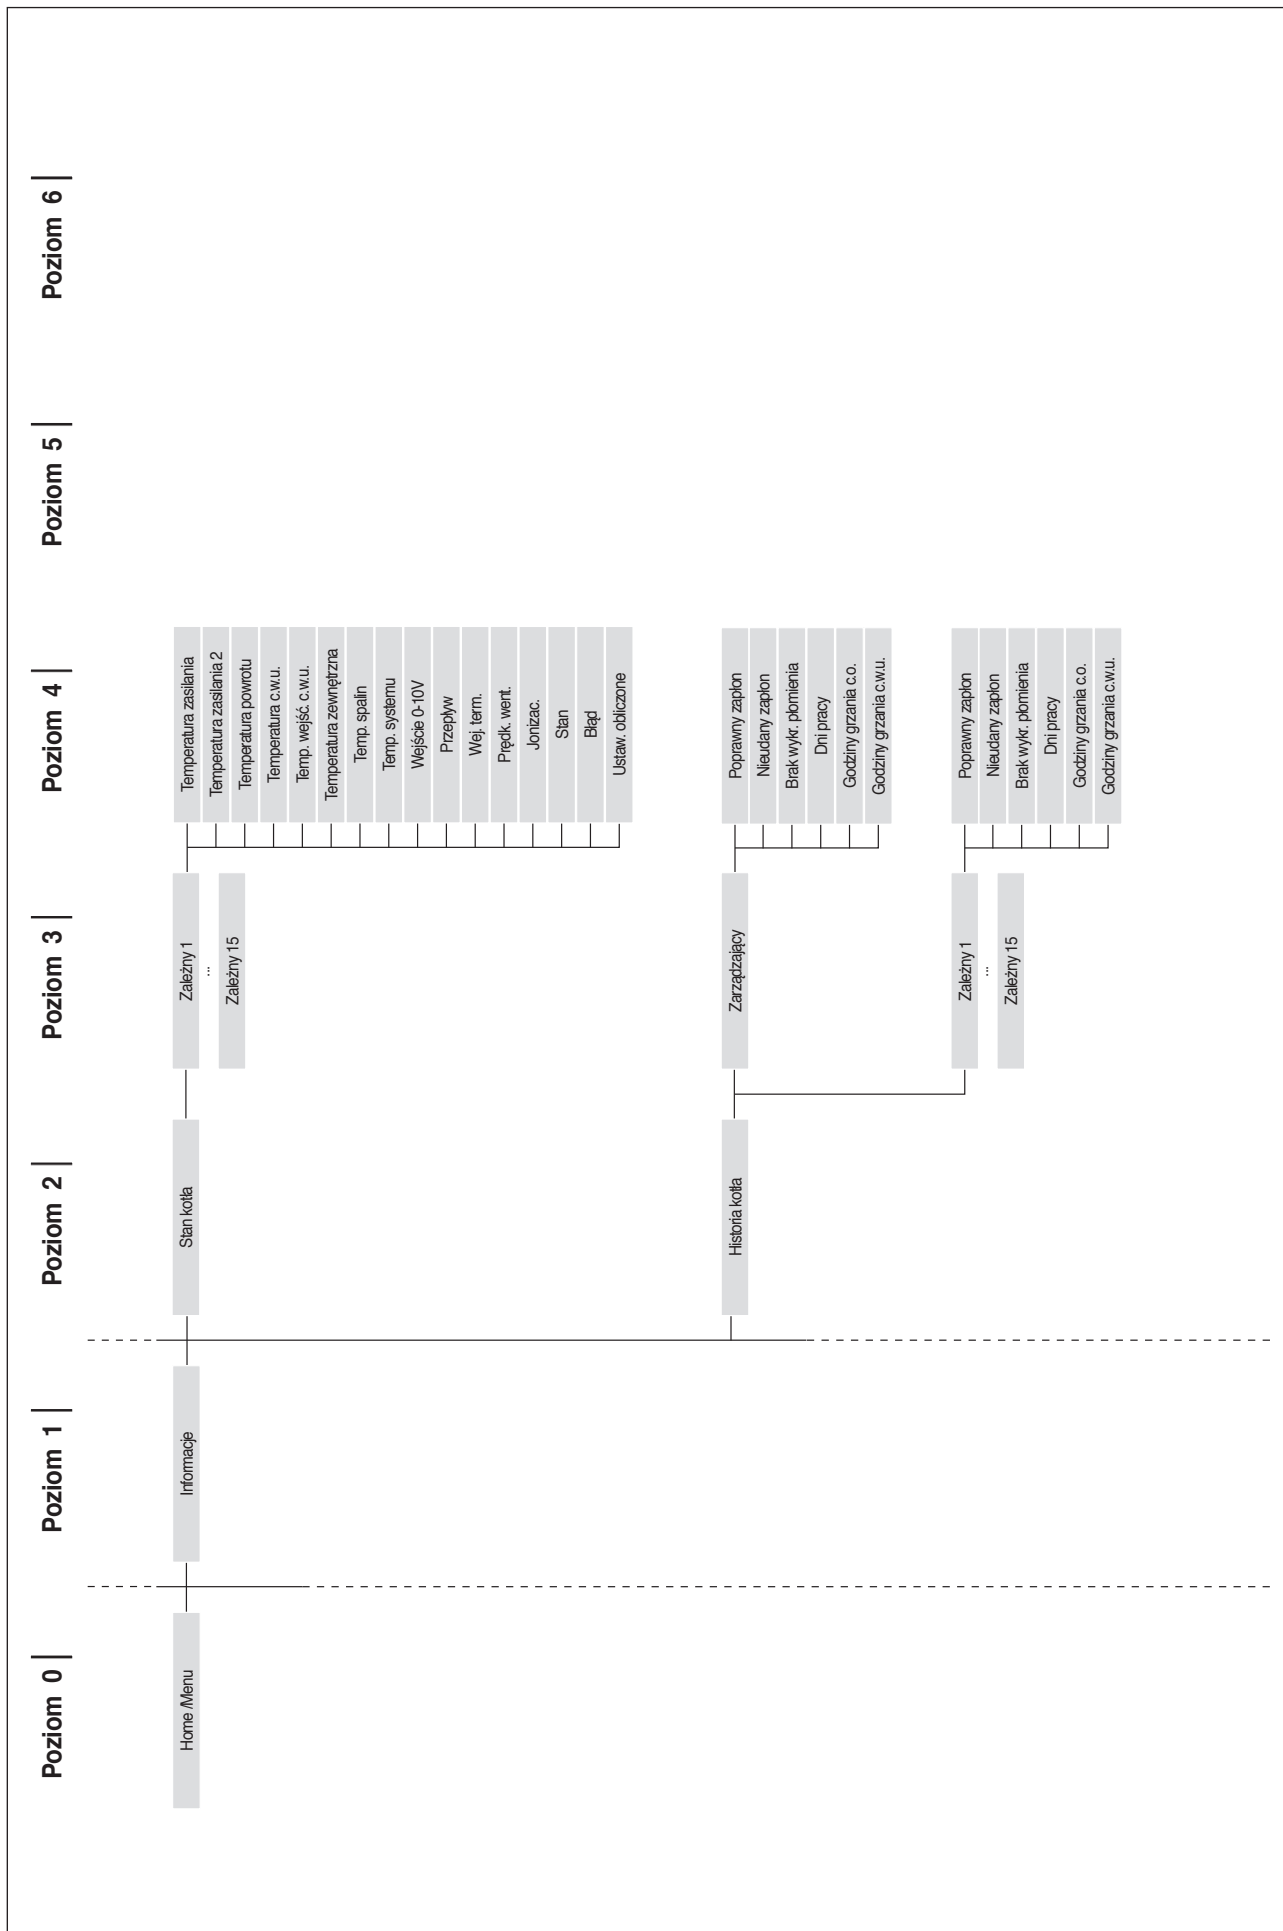 Poziom 0
Poziom 1
Poziom 2
Poziom 3
Poziom 4
Poziom 5
Poziom 6
Home /Menu
Informacje
Stan kotła
Zależny 1
...
Zależny 15
Temperatura zasilania
Temperatura zasilania 2
Temperatura powrotu
Temperatura c.w.u.
Temp. wejść. c.w.u.
Temperatura zewnętrzna
Temp. spalin
Temp. systemu
Wejście 0-10V
Przepływ
Wej. term.
Prędk. went.
Jonizac.
Stan
Błąd
Ustaw. obliczone
Historia kotła
Zarządzający
Poprawny zapłon
Nieudany zapłon
Brak wykr. płomienia
Dni pracy
Godziny grzania c.o.
Godziny grzania c.w.u.
Zależny 1
...
Zależny 15
Poprawny zapłon
Nieudany zapłon
Brak wykr. płomienia
Dni pracy
Godziny grzania c.o.
Godziny grzania c.w.u.